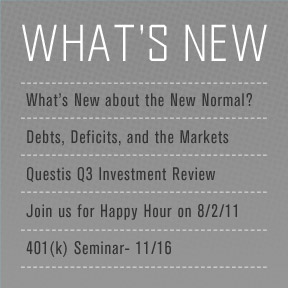 WHAT'S NEW
What's New about the New Normal?
Debts, Deficits, and the Markets
Questis Q3 Investment Review
Join us for Happy Hour on 8/2/11
401(k) Seminar- 11/16